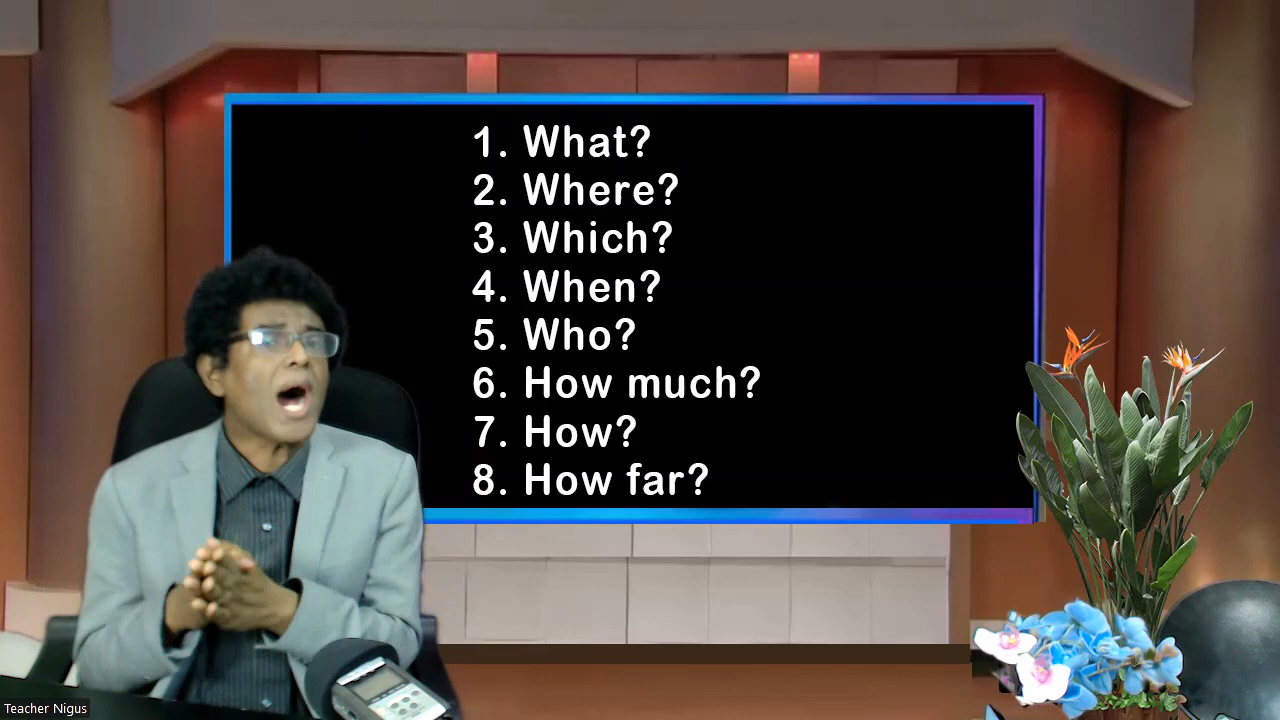 1. What?
2. Where?
3. Which?
4. When?
5. Who?
6. How much?
7. How?
8. How far?
Teacher Nigus